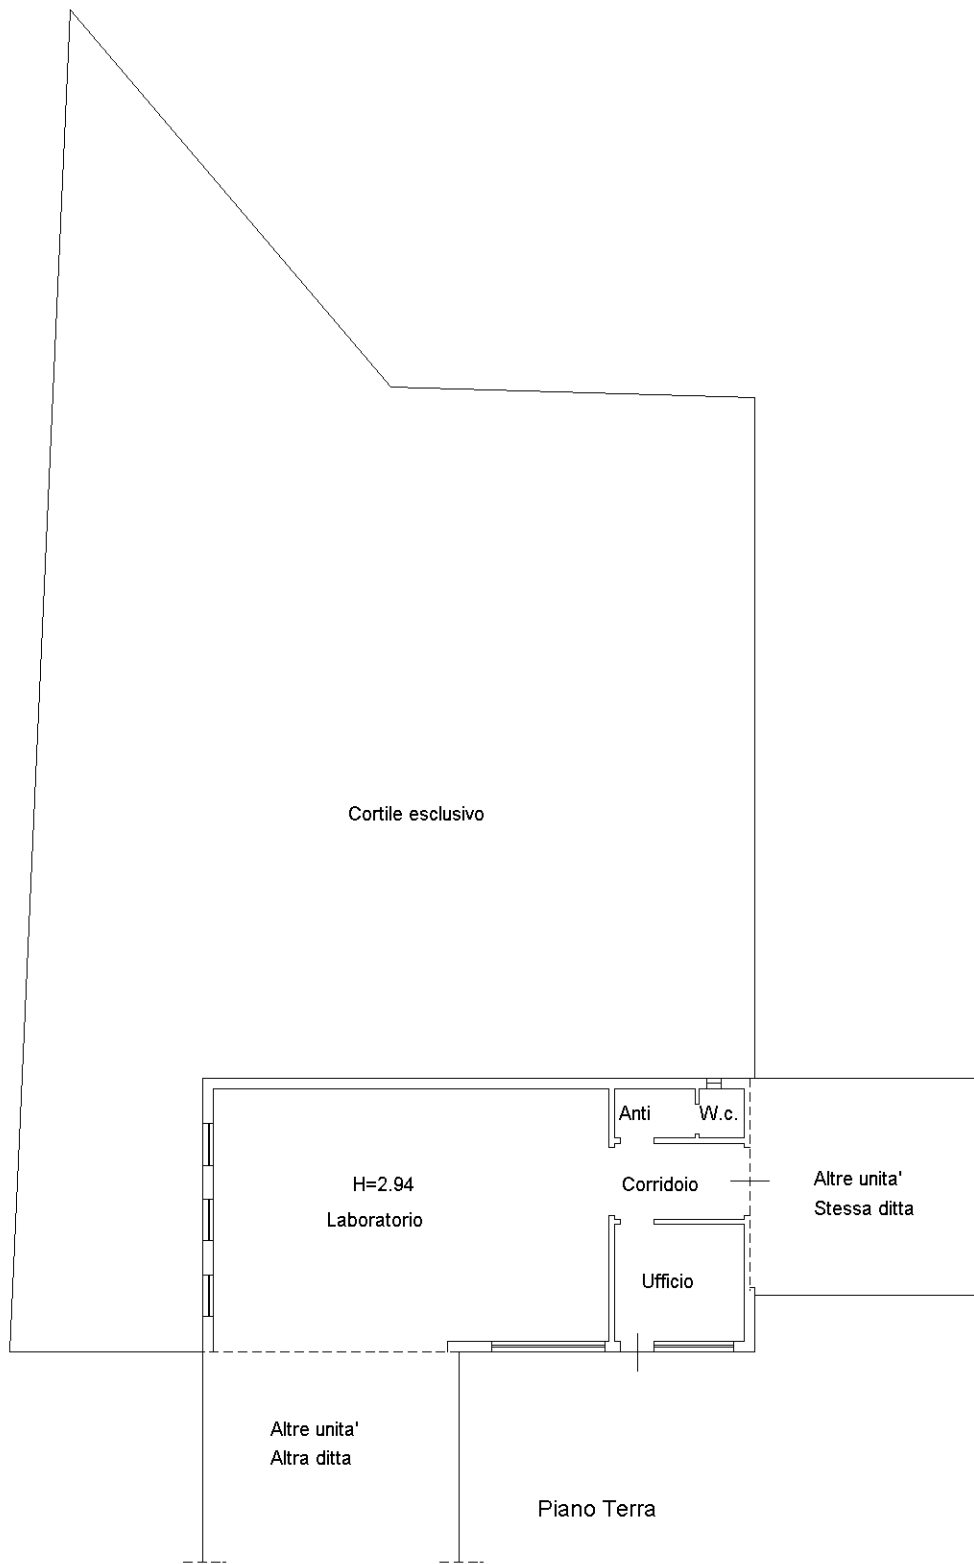 Cortile esclusivo
Anti
W.c.
H=2.94
Laboratorio
Corridoio
Altre unita'
Stessa ditta
Ufficio
Altre unita'
Altra ditta
Piano Terra